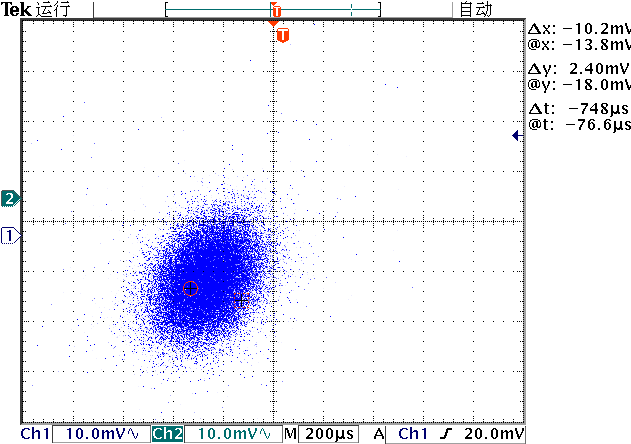 Tek 运行 T 自动
T
Δx: −10.2mV
@x: −13.8mV
Δy: 2.40mV
@y: −18.0mV
Δt: −748µs
@t: −76.6µs
2
1
Ch1 10.0mV∿ Ch2 10.0mV∿ M 200µs A Ch1 ƒ 20.0mV